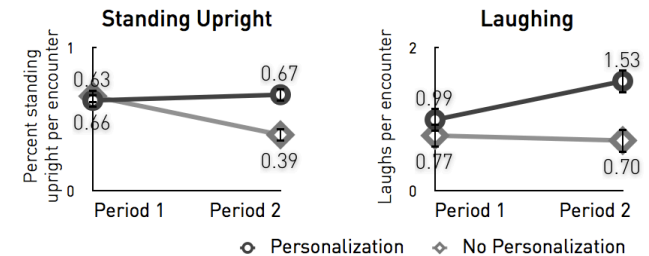 Standing Upright
Percent standing
upright per encounter
1
0
0.63
0.66
0.67
0.39
Period 1
Period 2
Laughing
Laughs per encounter
2
0
0.99
0.77
1.53
0.70
Period 1
Period 2
Personalization
No Personalization